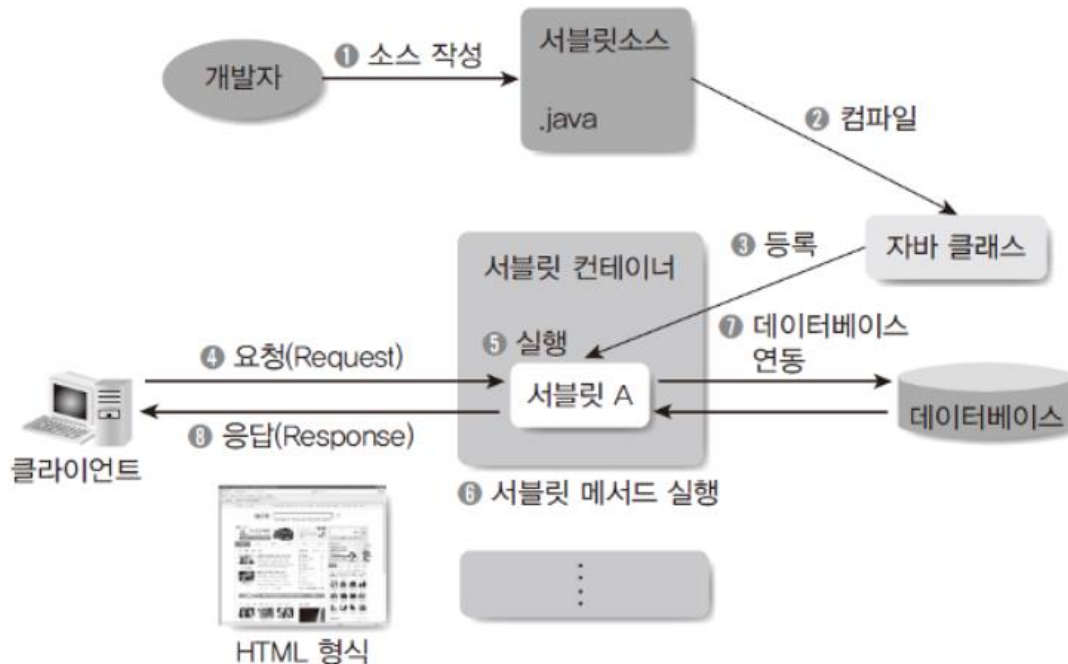 ❶ 소스 작성
개발자
서블릿소스
.java
❷ 컴파일
자바 클래스
❸ 등록
서블릿 컨테이너
❹ 요청(Request)
❺ 실행
서블릿 A
❼ 데이터베이스
연동
데이터베이스
❽ 응답(Response)
클라이언트
❻ 서블릿 메서드 실행
HTML 형식